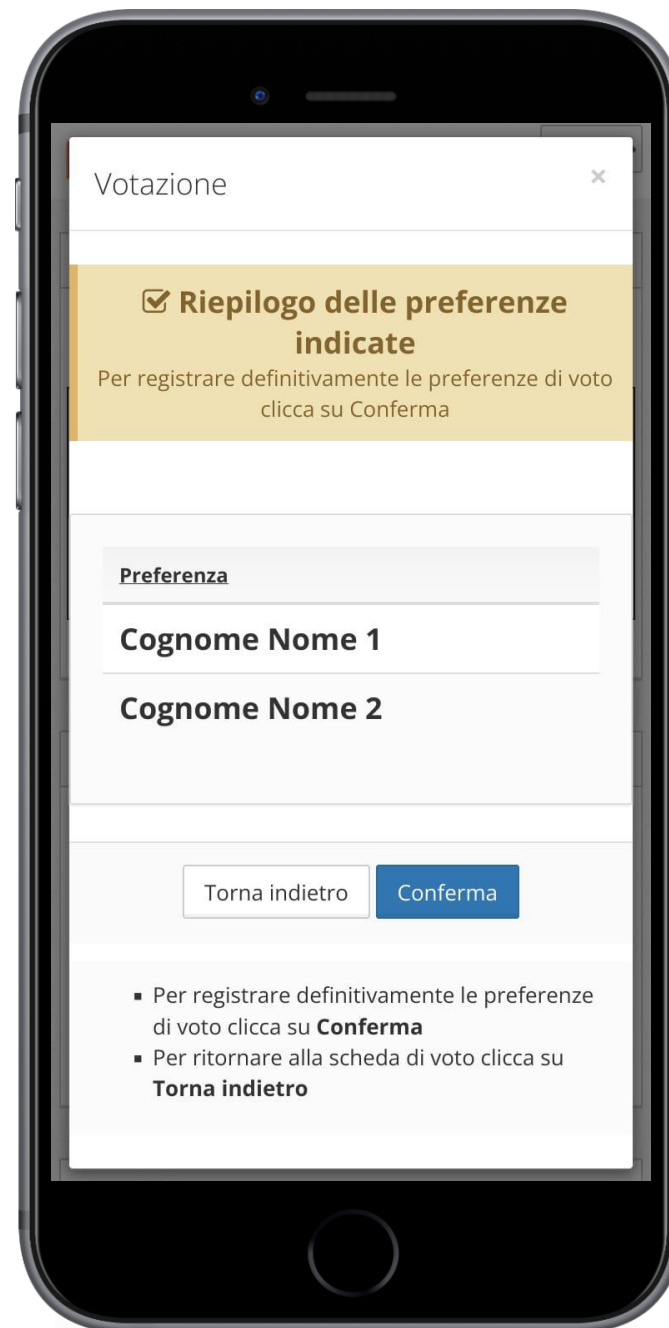 Votazione
×
Riepilogo delle preferenze
indicate
Per registrare definitivamente le preferenze di voto
clicca su Conferma
Preferenza
Cognome Nome 1
Cognome Nome 2
Torna indietro
Conferma
▪ Per registrare definitivamente le preferenze
di voto clicca su Conferma
▪ Per ritornare alla scheda di voto clicca su
Torna indietro